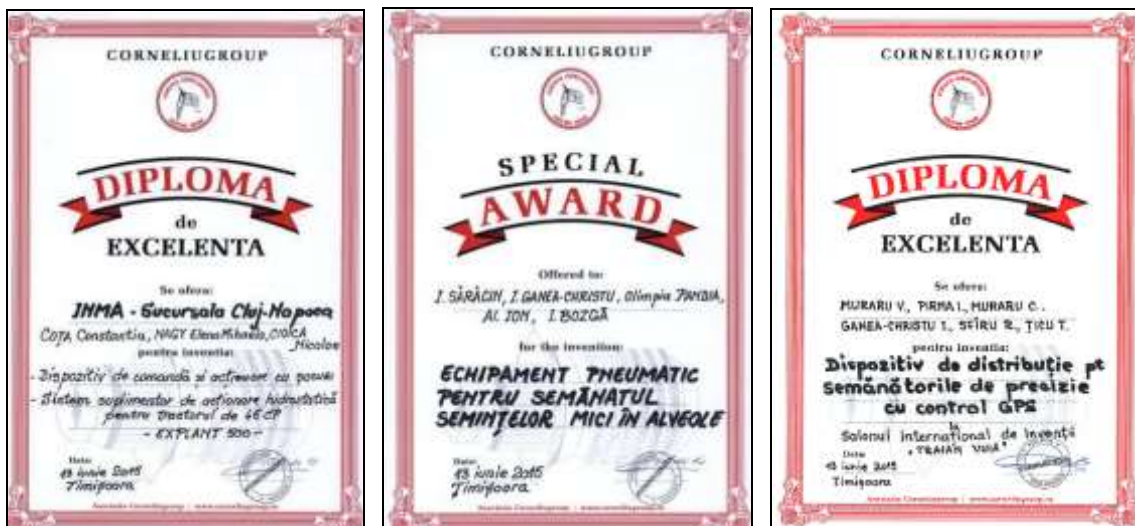 CORNELIUGROUP
DIPLOMA
de
EXCELENTA
Se ofera:
INMA - Sucursala Cluj-Napoca
COȚA Constantin, NAGY Elena Mihaela, CIOICA
Nicolae
pentru inventia:
- Dispozitiv de comandă și acționare cu
- Sistem suplimentar de acționare hidrostatică
pentru tractorul de 45 CP
- EXPLANT 500 -
Data:
13 iunie 2015
Timișoara
CORNELIUGROUP
SPECIAL
AWARD
Offered to:
I. SĂRĂCIN, I. GANEA-CHRISTU, Olimpia PANDIA,
Al. ION, I. BOZGĂ
for the invention:
ECHIPAMENT PNEUMATIC
PENTRU SEMĂNATUL
SEMINȚELOR MICI ÎN ALVEOLE
Data:
13 iunie 2015
Timișoara
CORNELIUGROUP
DIPLOMA
de
EXCELENTA
Se ofera:
MURARU V., PIRMA I., MURARU C.
GANEA-CHRISTU I., SFÎRU R., ȚICU T.
pentru inventia:
Dispozitiv de distribuție pt
semănătorile de precizie
cu control GPS
la
Salonul internațional de invenții
"TRAIAN VUIA"
Data
13 iunie 2015
Timișoara